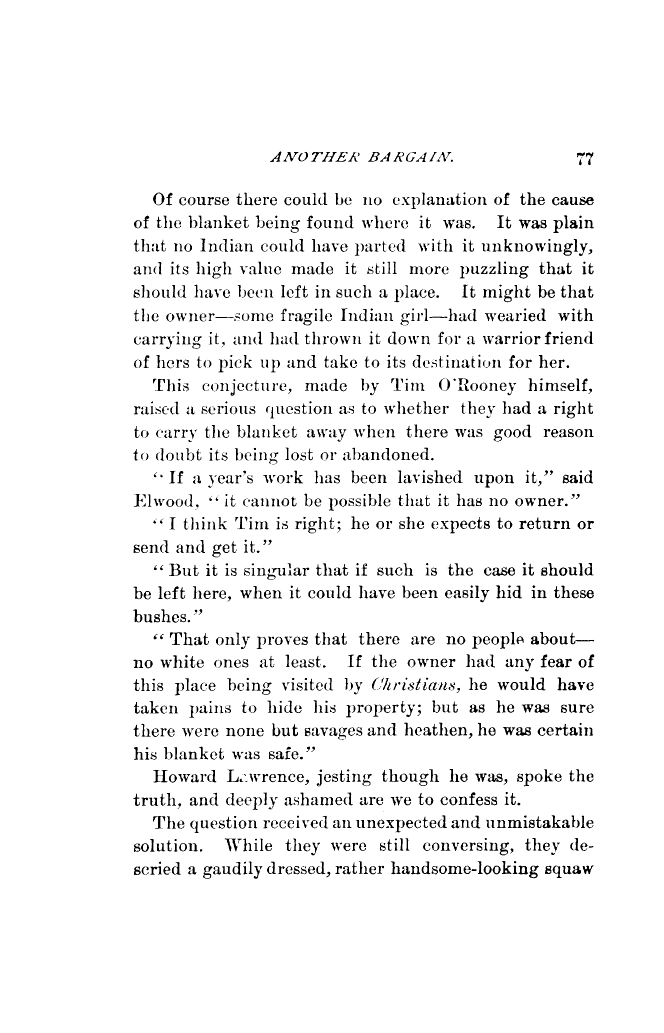 ANOTHER BARGAIN. 77
Of course there could be no explanation of the cause
of the blanket being found where it was. It was plain
that no Indian could have parted with it unknowingly,
and its high value made it still more puzzling that it
should have been left in such a place. It might be that
the owner—some fragile Indian girl—had wearied with
carrying it, and had thrown it down for a warrior friend
of hers to pick up and take to its destination for her.
This conjecture, made by Tim O'Rooney himself,
raised a serious question as to whether they had a right
to carry the blanket away when there was good reason
to doubt its being lost or abandoned.
“If a year's work has been lavished upon it,” said
Elwood, “it cannot be possible that it has no owner.”
“I think Tim is right; he or she expects to return or
send and get it.”
“But it is singular that if such is the case it should
be left here, when it could have been easily hid in these
bushes.”
“That only proves that there are no people about—
no white ones at least. If the owner had any fear of
this place being visited by Christians, he would have
taken pains to hide his property; but as he was sure
there were none but savages and heathen, he was certain
his blanket was safe.”
Howard Lawrence, jesting though he was, spoke the
truth, and deeply ashamed are we to confess it.
The question received an unexpected and unmistakable
solution. While they were still conversing, they de-
scried a gaudily dressed, rather handsome-looking squaw